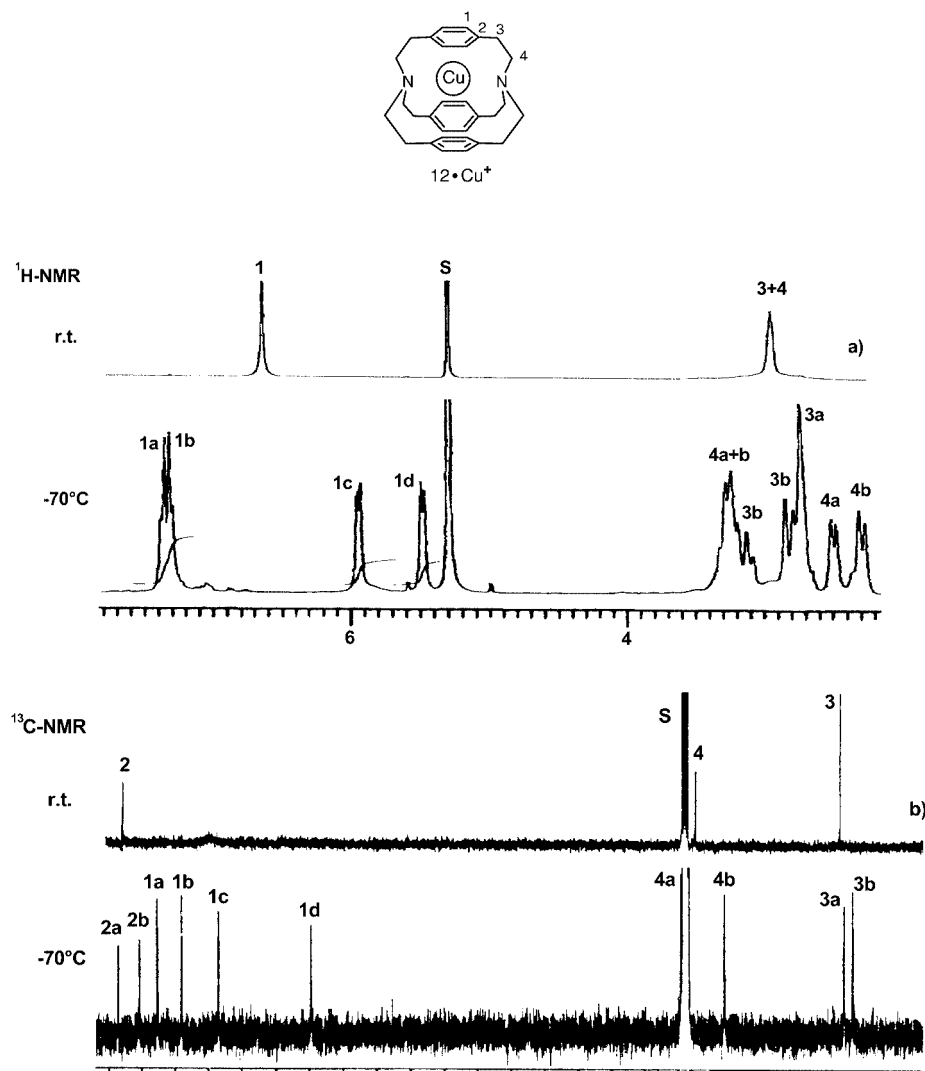 1
2
3
4
Cu
N
N
12•Cu⁺
¹H-NMR
1
S
3+4
r.t.
a)
1a
1b
1c
1d
4a+b
3b
3b
3a
4a
4b
-70°C
6
4
¹³C-NMR
2
S
4
3
r.t.
b)
2a
2b
1a
1b
1c
1d
4a
4b
3a
3b
-70°C